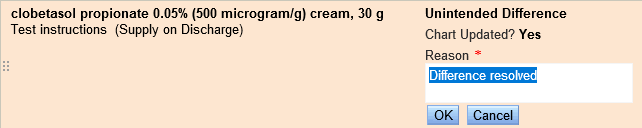 clobetasol propionate 0.05% (500 microgram/g) cream, 30 g
Test instructions (Supply on Discharge)
Unintended Difference
Chart Updated? Yes
Reason *
Difference resolved
OK Cancel